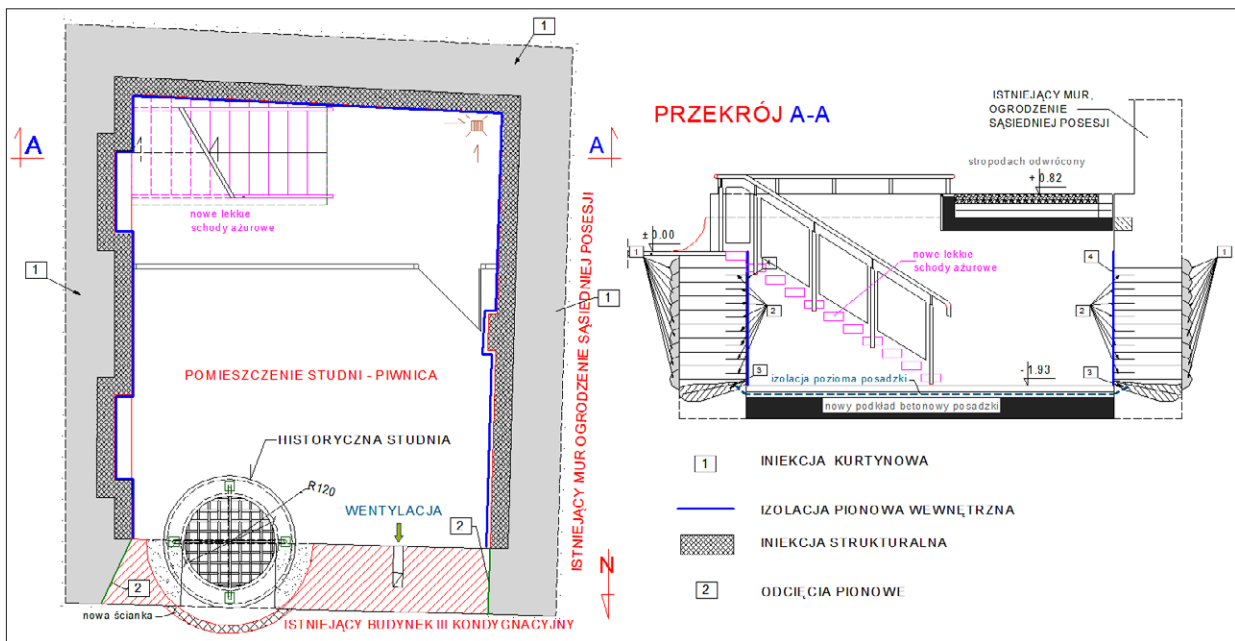 1
A
A
nowe lekkie
schody ażurowe
1
1
POMIESZCZENIE STUDNI - PIWNICA
HISTORYCZNA STUDNIA
R120
WENTYLACJA
2
2
N
nowa ścianka
ISTNIEJĄCY BUDYNEK III KONDYGNACYJNY
ISTNIEJĄCY MUR OGRODZENIE SĄSIEDNIEJ POSESJI
PRZEKRÓJ A-A
ISTNIEJĄCY MUR,
OGRODZENIE
SĄSIEDNIEJ POSESJI
stropodach odwrócony
+ 0.82
± 0.00
1
nowe lekkie
schody ażurowe
4
4
1
2
2
3
3
izolacja pozioma posadzki
- 1.93
nowy podkład betonowy posadzki
1 INIEKCJA KURTYNOWA
IZOLACJA PIONOWA WEWNĘTRZNA
INIEKCJA STRUKTURALNA
2 ODCIĘCIA PIONOWE